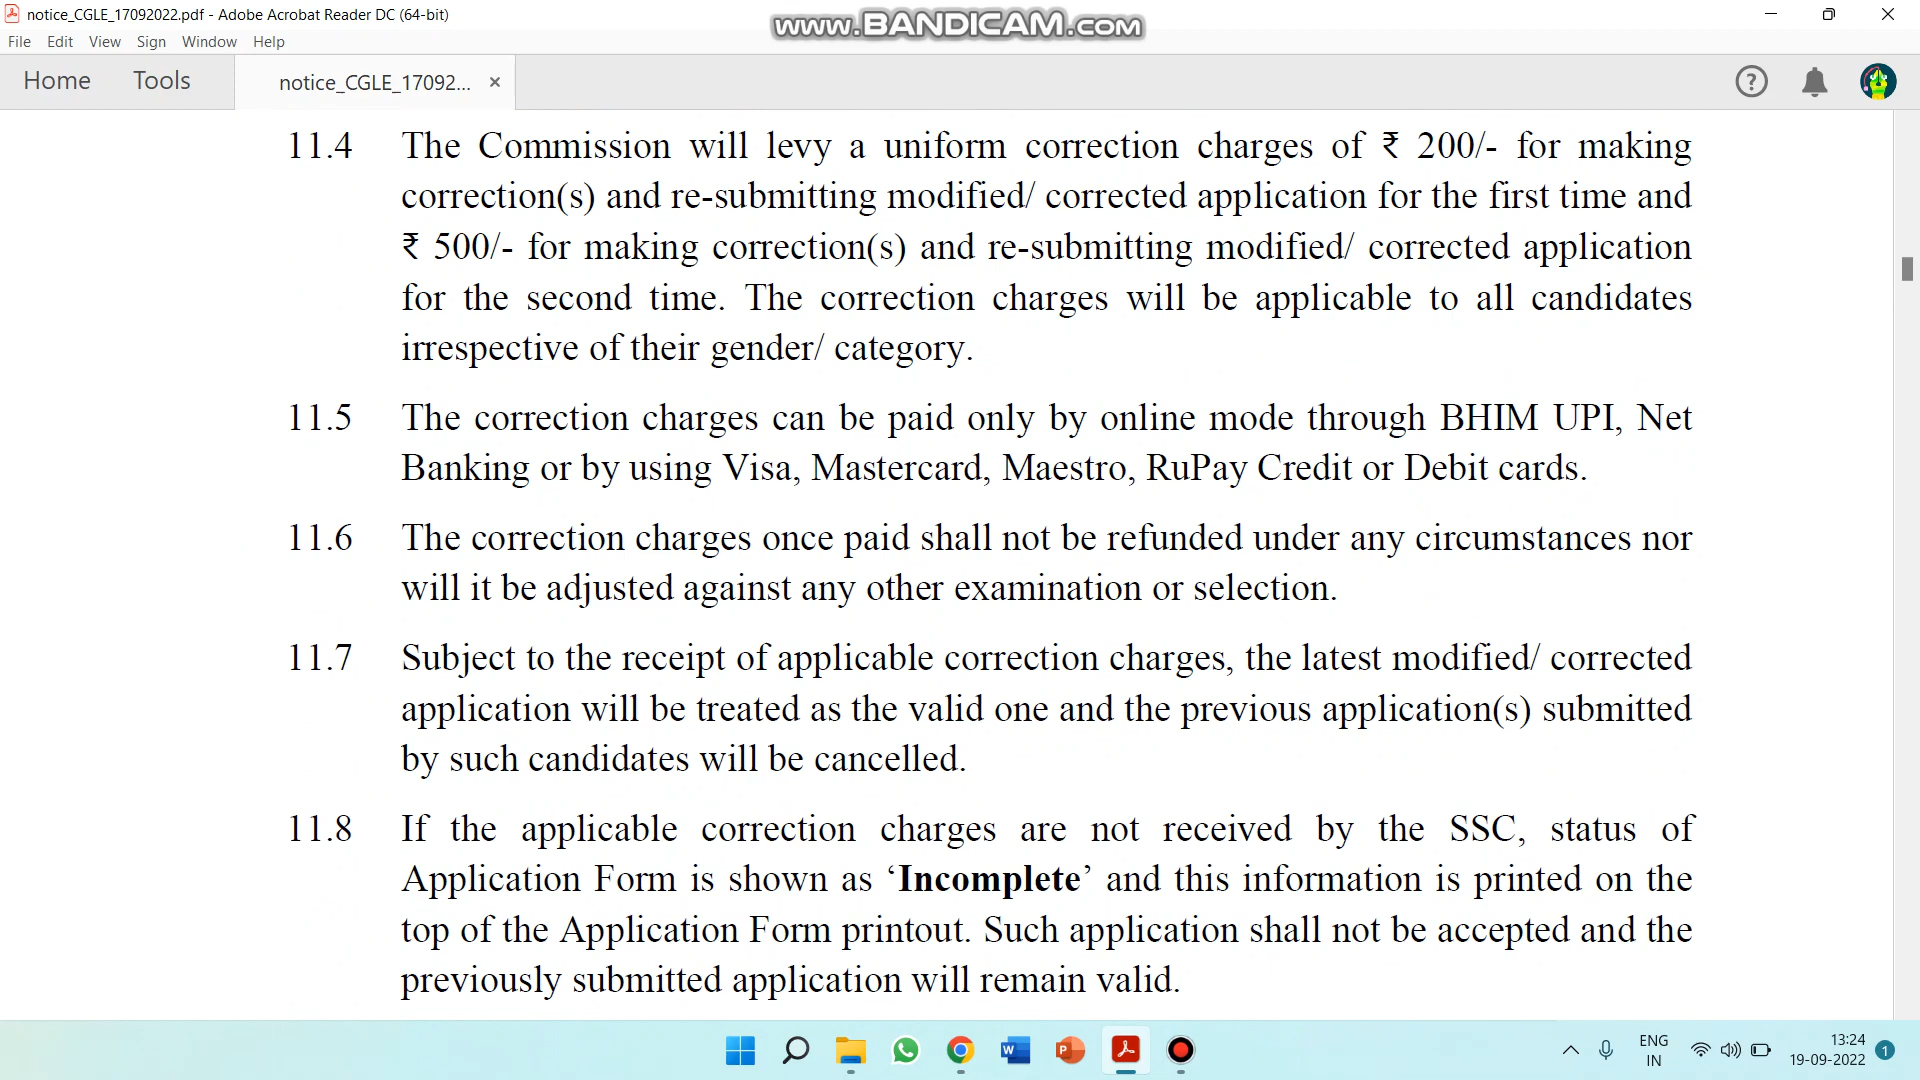 notice_CGLE_17092022.pdf - Adobe Acrobat Reader DC (64-bit)
www.BANDICAM.com
File Edit View Sign Window Help
Home Tools notice_CGLE_17092... ×
11.4 The Commission will levy a uniform correction charges of ₹ 200/- for making
correction(s) and re-submitting modified/ corrected application for the first time and
₹ 500/- for making correction(s) and re-submitting modified/ corrected application
for the second time. The correction charges will be applicable to all candidates
irrespective of their gender/ category.
11.5 The correction charges can be paid only by online mode through BHIM UPI, Net
Banking or by using Visa, Mastercard, Maestro, RuPay Credit or Debit cards.
11.6 The correction charges once paid shall not be refunded under any circumstances nor
will it be adjusted against any other examination or selection.
11.7 Subject to the receipt of applicable correction charges, the latest modified/ corrected
application will be treated as the valid one and the previous application(s) submitted
by such candidates will be cancelled.
11.8 If the applicable correction charges are not received by the SSC, status of
Application Form is shown as ‘Incomplete’ and this information is printed on the
top of the Application Form printout. Such application shall not be accepted and the
previously submitted application will remain valid.
ENG
IN
13:24
19-09-2022
1